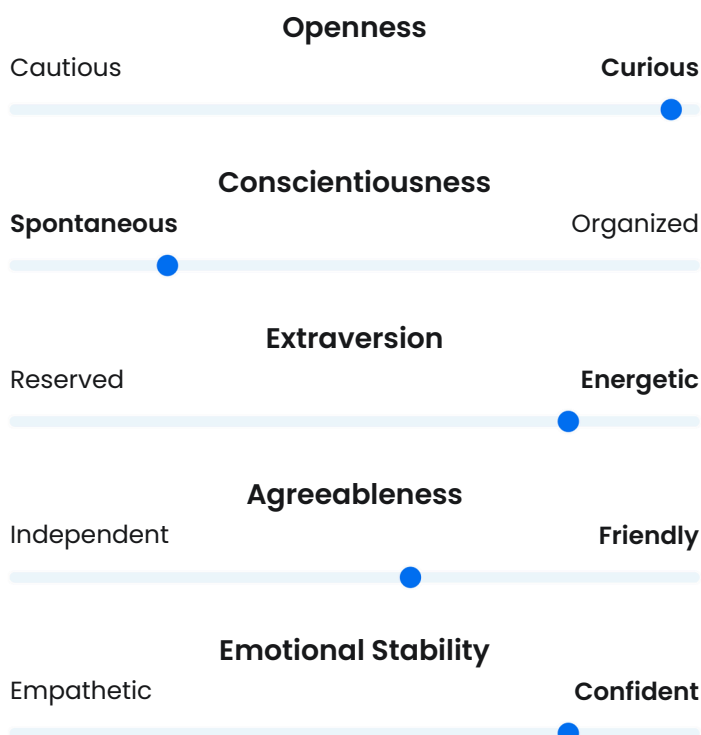 Openness
Cautious Curious
Conscientiousness
Spontaneous Organized
Extraversion
Reserved Energetic
Agreeableness
Independent Friendly
Emotional Stability
Empathetic Confident